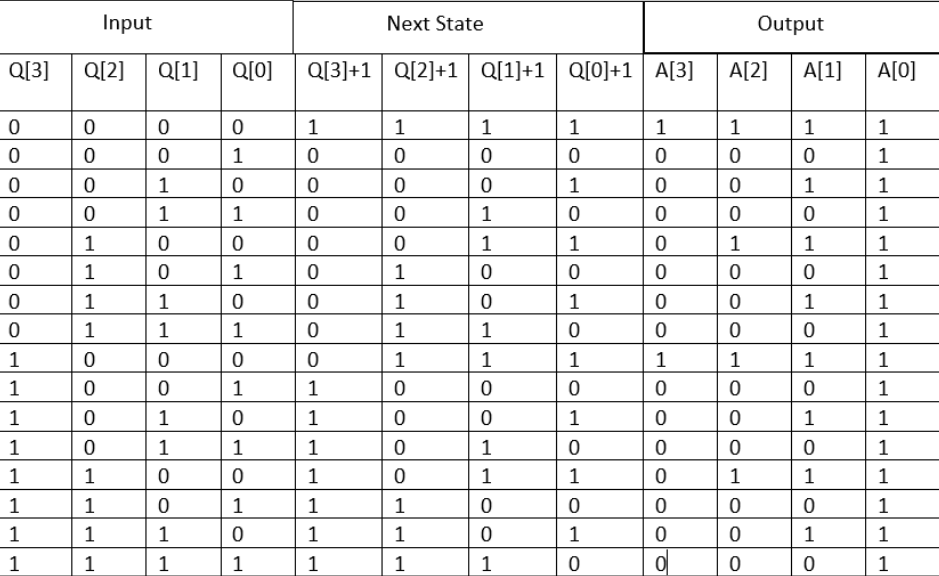 Input Next State Output
Q[3] Q[2] Q[1] Q[0] Q[3]+1 Q[2]+1 Q[1]+1 Q[0]+1 A[3] A[2] A[1] A[0]
0 0 0 0 1 1 1 1 1 1 1 1
0 0 0 1 0 0 0 0 0 0 0 1
0 0 1 0 0 0 0 1 0 0 1 1
0 0 1 1 0 0 1 0 0 0 0 1
0 1 0 0 0 0 1 1 0 1 1 1
0 1 0 1 0 1 0 0 0 0 0 1
0 1 1 0 0 1 0 1 0 0 1 1
0 1 1 1 0 1 1 0 0 0 0 1
1 0 0 0 0 1 1 1 1 1 1 1
1 0 0 1 1 0 0 0 0 0 0 1
1 0 1 0 1 0 0 1 0 0 1 1
1 0 1 1 1 0 1 0 0 0 0 1
1 1 0 0 1 0 1 1 0 1 1 1
1 1 0 1 1 1 0 0 0 0 0 1
1 1 1 0 1 1 0 1 0 0 1 1
1 1 1 1 1 1 1 0 0 0 0 1